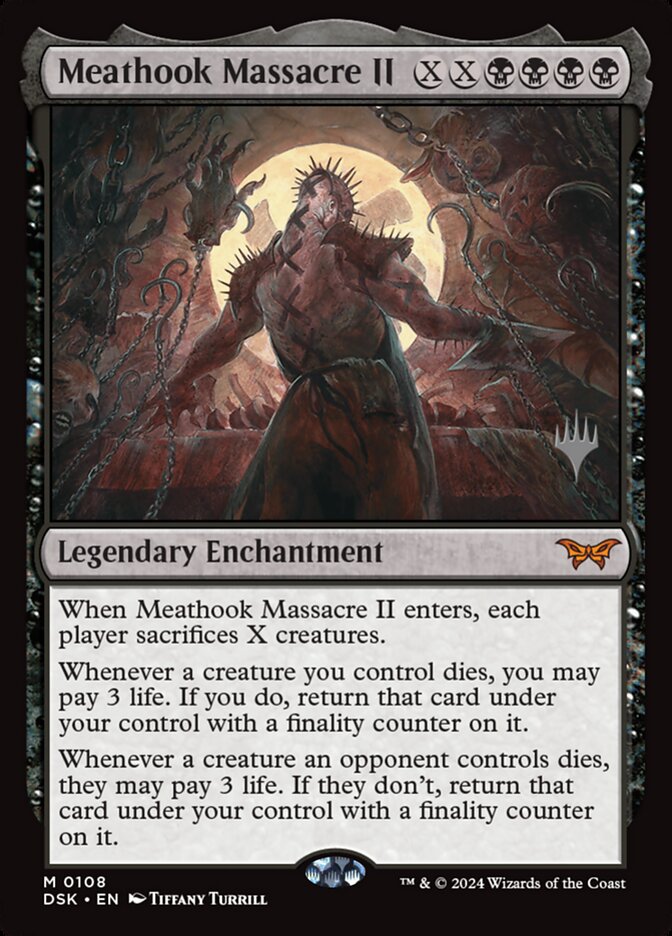 Meathook Massacre II X X
Legendary Enchantment
When Meathook Massacre II enters, each
player sacrifices X creatures.
Whenever a creature you control dies, you may
pay 3 life. If you do, return that card under
your control with a finality counter on it.
Whenever a creature an opponent controls dies,
they may pay 3 life. If they don't, return that
card under your control with a finality counter
on it.
M 0108
DSK • EN Tiffany Turrill
™ & © 2024 Wizards of the Coast